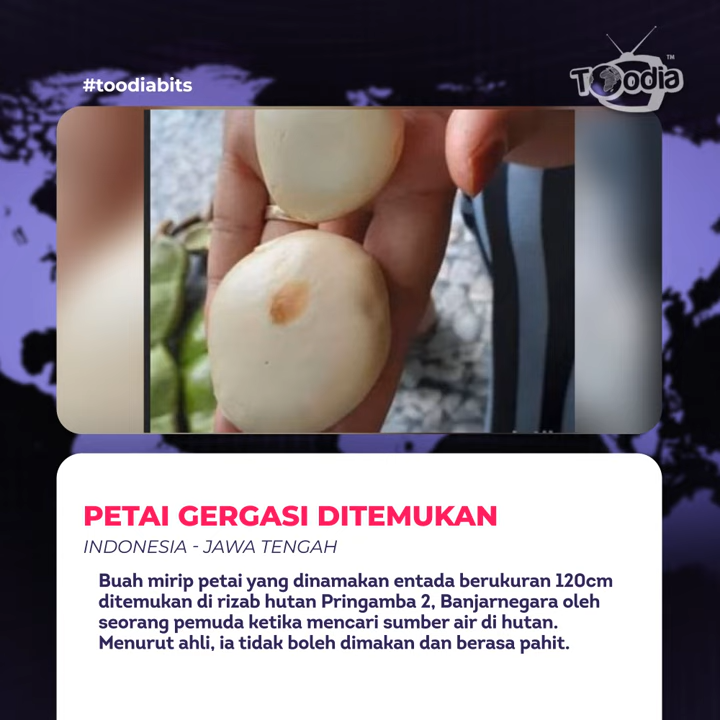 #toodiabits
Toodia
TM
PETAI GERGASI DITEMUKAN
INDONESIA - JAWA TENGAH
Buah mirip petai yang dinamakan entada berukuran 120cm
ditemukan di rizab hutan Pringamba 2, Banjarnegara oleh
seorang pemuda ketika mencari sumber air di hutan.
Menurut ahli, ia tidak boleh dimakan dan berasa pahit.